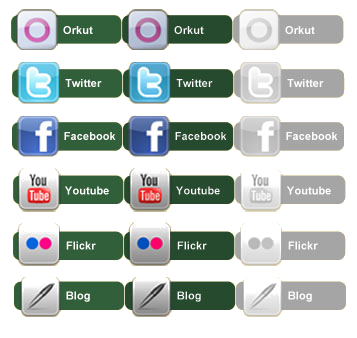 Orkut Orkut Orkut
t Twitter t Twitter t Twitter
f Facebook f Facebook f Facebook
You Tube Youtube You Tube Youtube You Tube Youtube
Flickr Flickr Flickr
Blog Blog Blog